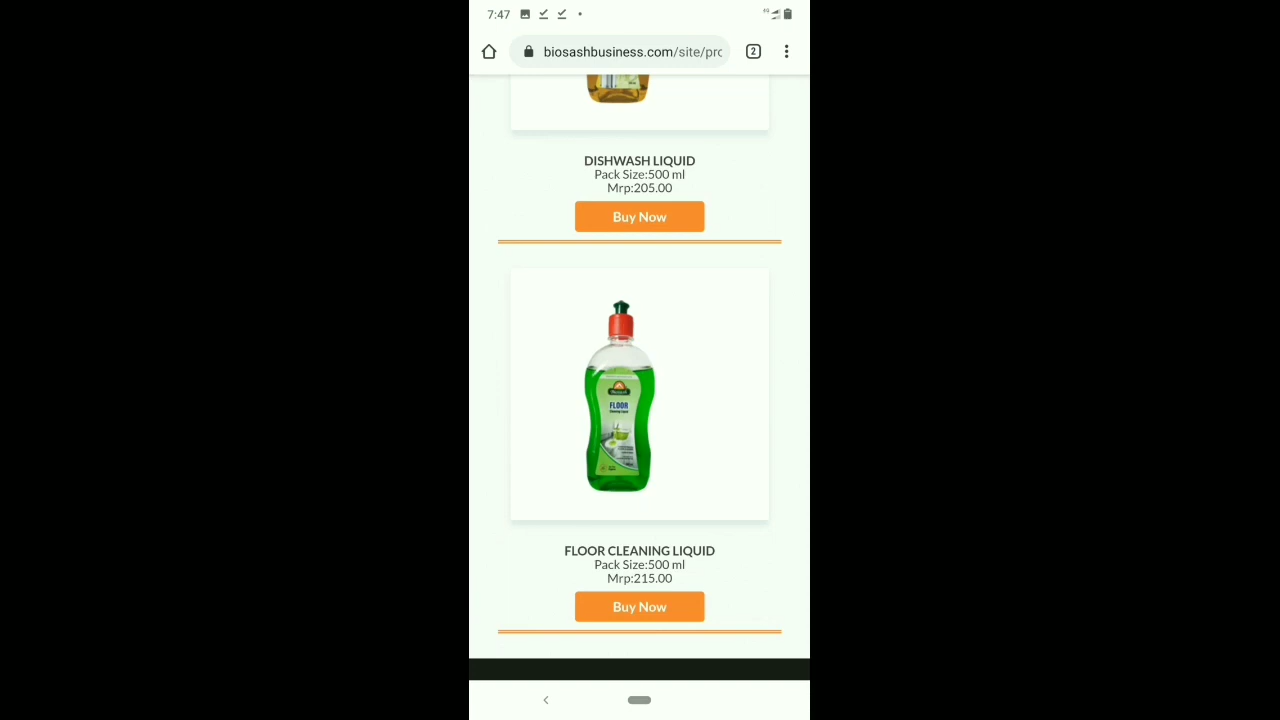 7:47
biosashbusiness.com/site/prc
2
DISHWASH LIQUID
Pack Size:500 ml
Mrp:205.00
Buy Now
FLOOR
FLOOR CLEANING LIQUID
Pack Size:500 ml
Mrp:215.00
Buy Now